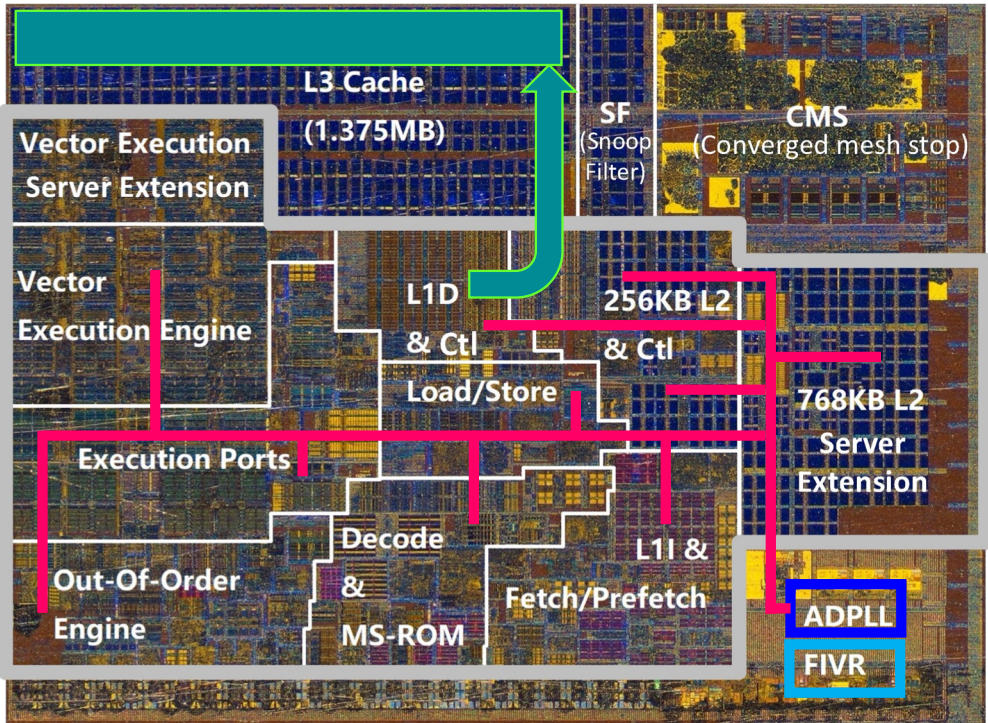 L3 Cache
(1.375MB)
SF
(Snoop
Filter)
CMS
(Converged mesh stop)
Vector Execution
Server Extension
Vector
Execution Engine
L1D
& Ctl
256KB L2
& Ctl
Load/Store
768KB L2
Server
Extension
Execution Ports
Decode
&
MS-ROM
L1I &
Fetch/Prefetch
Out-Of-Order
Engine
ADPLL
FIVR